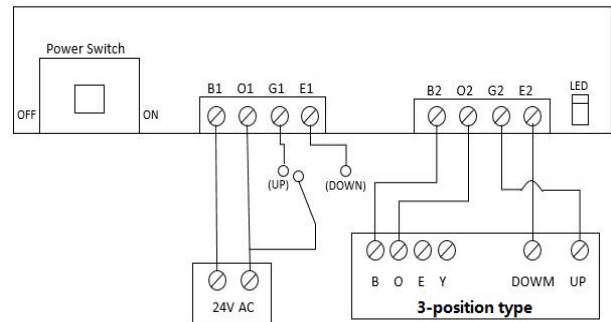 Power Switch
OFF
ON
B1 O1 G1 E1
B2 O2 G2 E2
LED
(UP)
(DOWN)
24V AC
B O E Y DOWM UP
3-position type